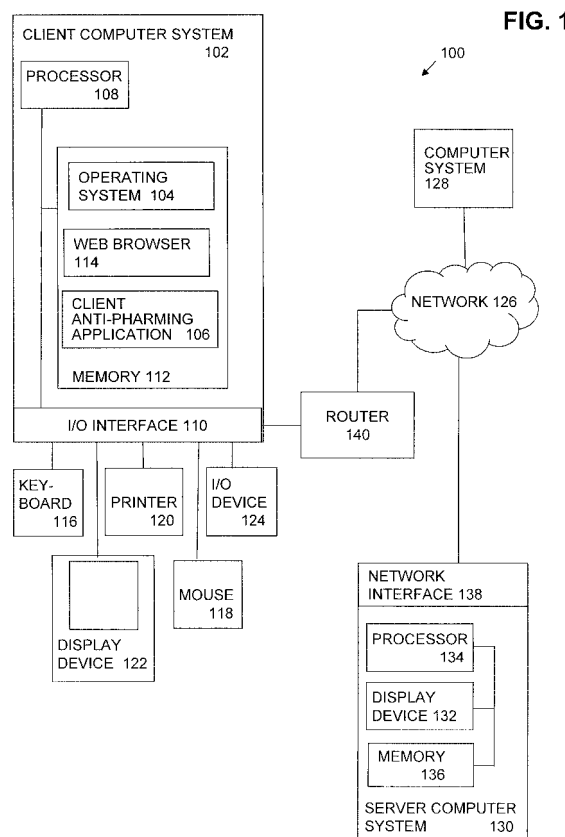 FIG. 1
100
CLIENT COMPUTER SYSTEM
102
PROCESSOR
108
OPERATING
SYSTEM 104
WEB BROWSER
114
CLIENT
ANTI-PHARMING
APPLICATION 106
MEMORY 112
I/O INTERFACE 110
KEY-
BOARD
116
PRINTER
120
I/O
DEVICE
124
DISPLAY
DEVICE 122
MOUSE
118
ROUTER
140
COMPUTER
SYSTEM
128
NETWORK 126
NETWORK
INTERFACE 138
PROCESSOR
134
DISPLAY
DEVICE 132
MEMORY
136
SERVER COMPUTER
SYSTEM 130